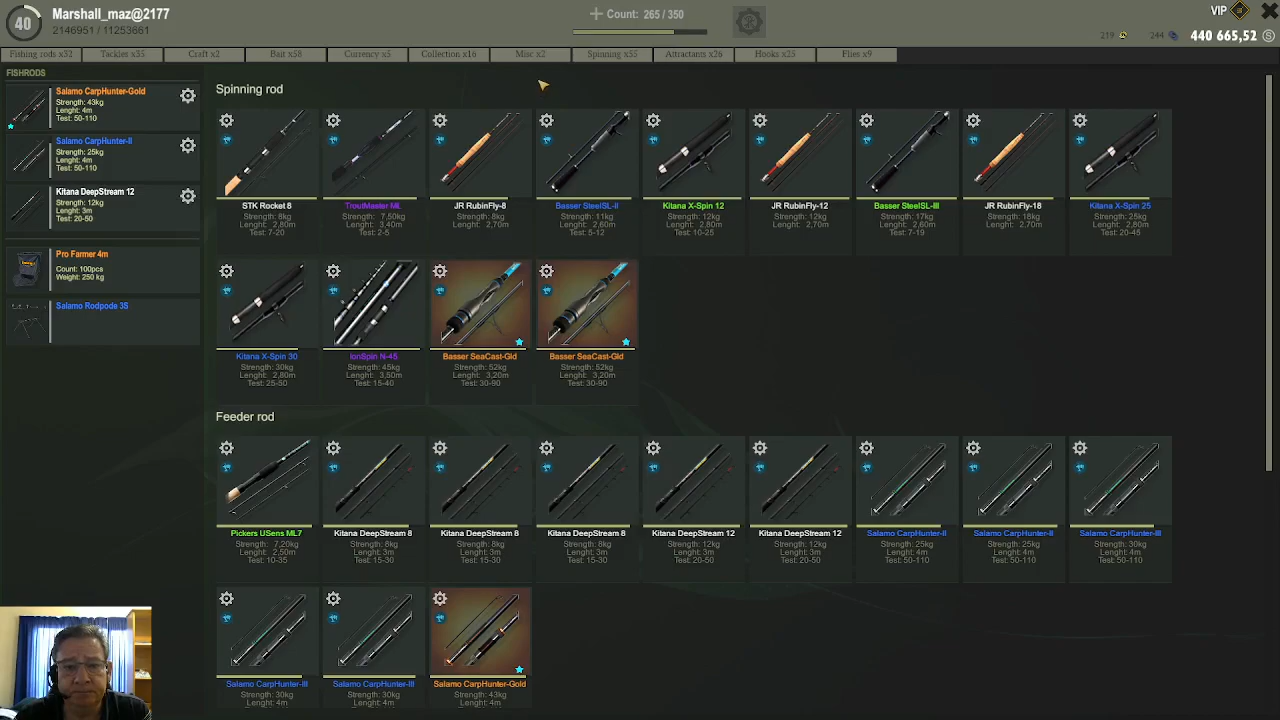 40
Marshall_maz@2177
2146951 / 11253661
Count: 265 / 350
VIP
219
244
440 665,52
Fishing rods x32 Tackles x35 Craft x2 Bait x58 Currency x5 Collection x16 Misc x2 Spinning x55 Attractants x26 Hooks x25 Flies x9
FISHRODS
Salamo CarpHunter-Gold
Strength: 43kg
Lenght: 4m
Test: 50-110
Salamo CarpHunter-II
Strength: 25kg
Lenght: 4m
Test: 50-110
Kitana DeepStream 12
Strength: 12kg
Lenght: 3m
Test: 20-50
Pro Farmer 4m
Count: 100pcs
Weight: 250 kg
Salamo Rodpode 3S
Spinning rod
STK Rocket 8
Strength: 8kg
Lenght: 2,80m
Test: 7-20
TroutMaster NIL
Strength: 7,50kg
Lenght: 3,40m
Test: 2-5
JR RubinFly-8
Strength: 8kg
Lenght: 2,70m
Basser SteelSL-II
Strength: 11kg
Lenght: 2,60m
Test: 5-12
Kitana X-Spin 12
Strength: 12kg
Lenght: 2,80m
Test: 10-25
JR RubinFly-12
Strength: 12kg
Lenght: 2,70m
Basser SteelSL-III
Strength: 17kg
Lenght: 2,60m
Test: 7-19
JR RubinFly-18
Strength: 18kg
Lenght: 2,70m
Kitana X-Spin 25
Strength: 25kg
Lenght: 2,80m
Test: 20-45
Kitana X-Spin 30
Strength: 30kg
Lenght: 2,80m
Test: 25-50
IonSpin N-45
Strength: 45kg
Lenght: 3,50m
Test: 15-40
Basser SeaCast-Gld
Strength: 52kg
Lenght: 3,20m
Test: 30-90
Basser SeaCast-Gld
Strength: 52kg
Lenght: 3,20m
Test: 30-90
Feeder rod
Pickers USens ML7
Strength: 7,20kg
Lenght: 2,50m
Test: 10-35
Kitana DeepStream 8
Strength: 8kg
Lenght: 3m
Test: 15-30
Kitana DeepStream 8
Strength: 8kg
Lenght: 3m
Test: 15-30
Kitana DeepStream 8
Strength: 8kg
Lenght: 3m
Test: 15-30
Kitana DeepStream 12
Strength: 12kg
Lenght: 3m
Test: 20-50
Kitana DeepStream 12
Strength: 12kg
Lenght: 3m
Test: 20-50
Salamo CarpHunter-II
Strength: 25kg
Lenght: 4m
Test: 50-110
Salamo CarpHunter-II
Strength: 25kg
Lenght: 4m
Test: 50-110
Salamo CarpHunter-III
Strength: 30kg
Lenght: 4m
Test: 50-110
Salamo CarpHunter-III
Strength: 30kg
Lenght: 4m
Salamo CarpHunter-III
Strength: 30kg
Lenght: 4m
Salamo CarpHunter-Gold
Strength: 43kg
Lenght: 4m